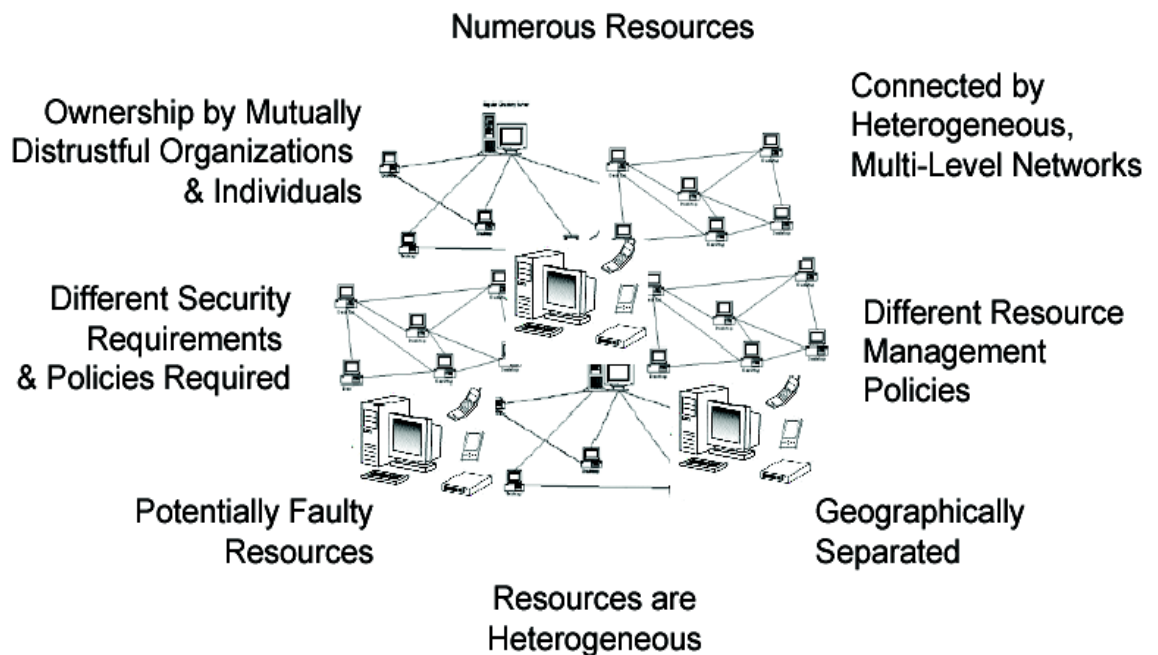 Numerous Resources
Ownership by Mutually
Distrustful Organizations
& Individuals
Connected by
Heterogeneous,
Multi-Level Networks
Different Security
Requirements
& Policies Required
Different Resource
Management
Policies
Potentially Faulty
Resources
Geographically
Separated
Resources are
Heterogeneous